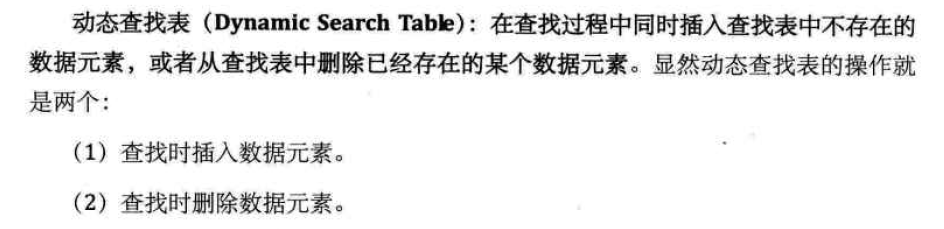 动态查找表（Dynamic Search Table）：在查找过程中同时插入查找表中不存在的
数据元素，或者从查找表中删除已经存在的某个数据元素。显然动态查找表的操作就
是两个：
（1）查找时插入数据元素。
（2）查找时删除数据元素。